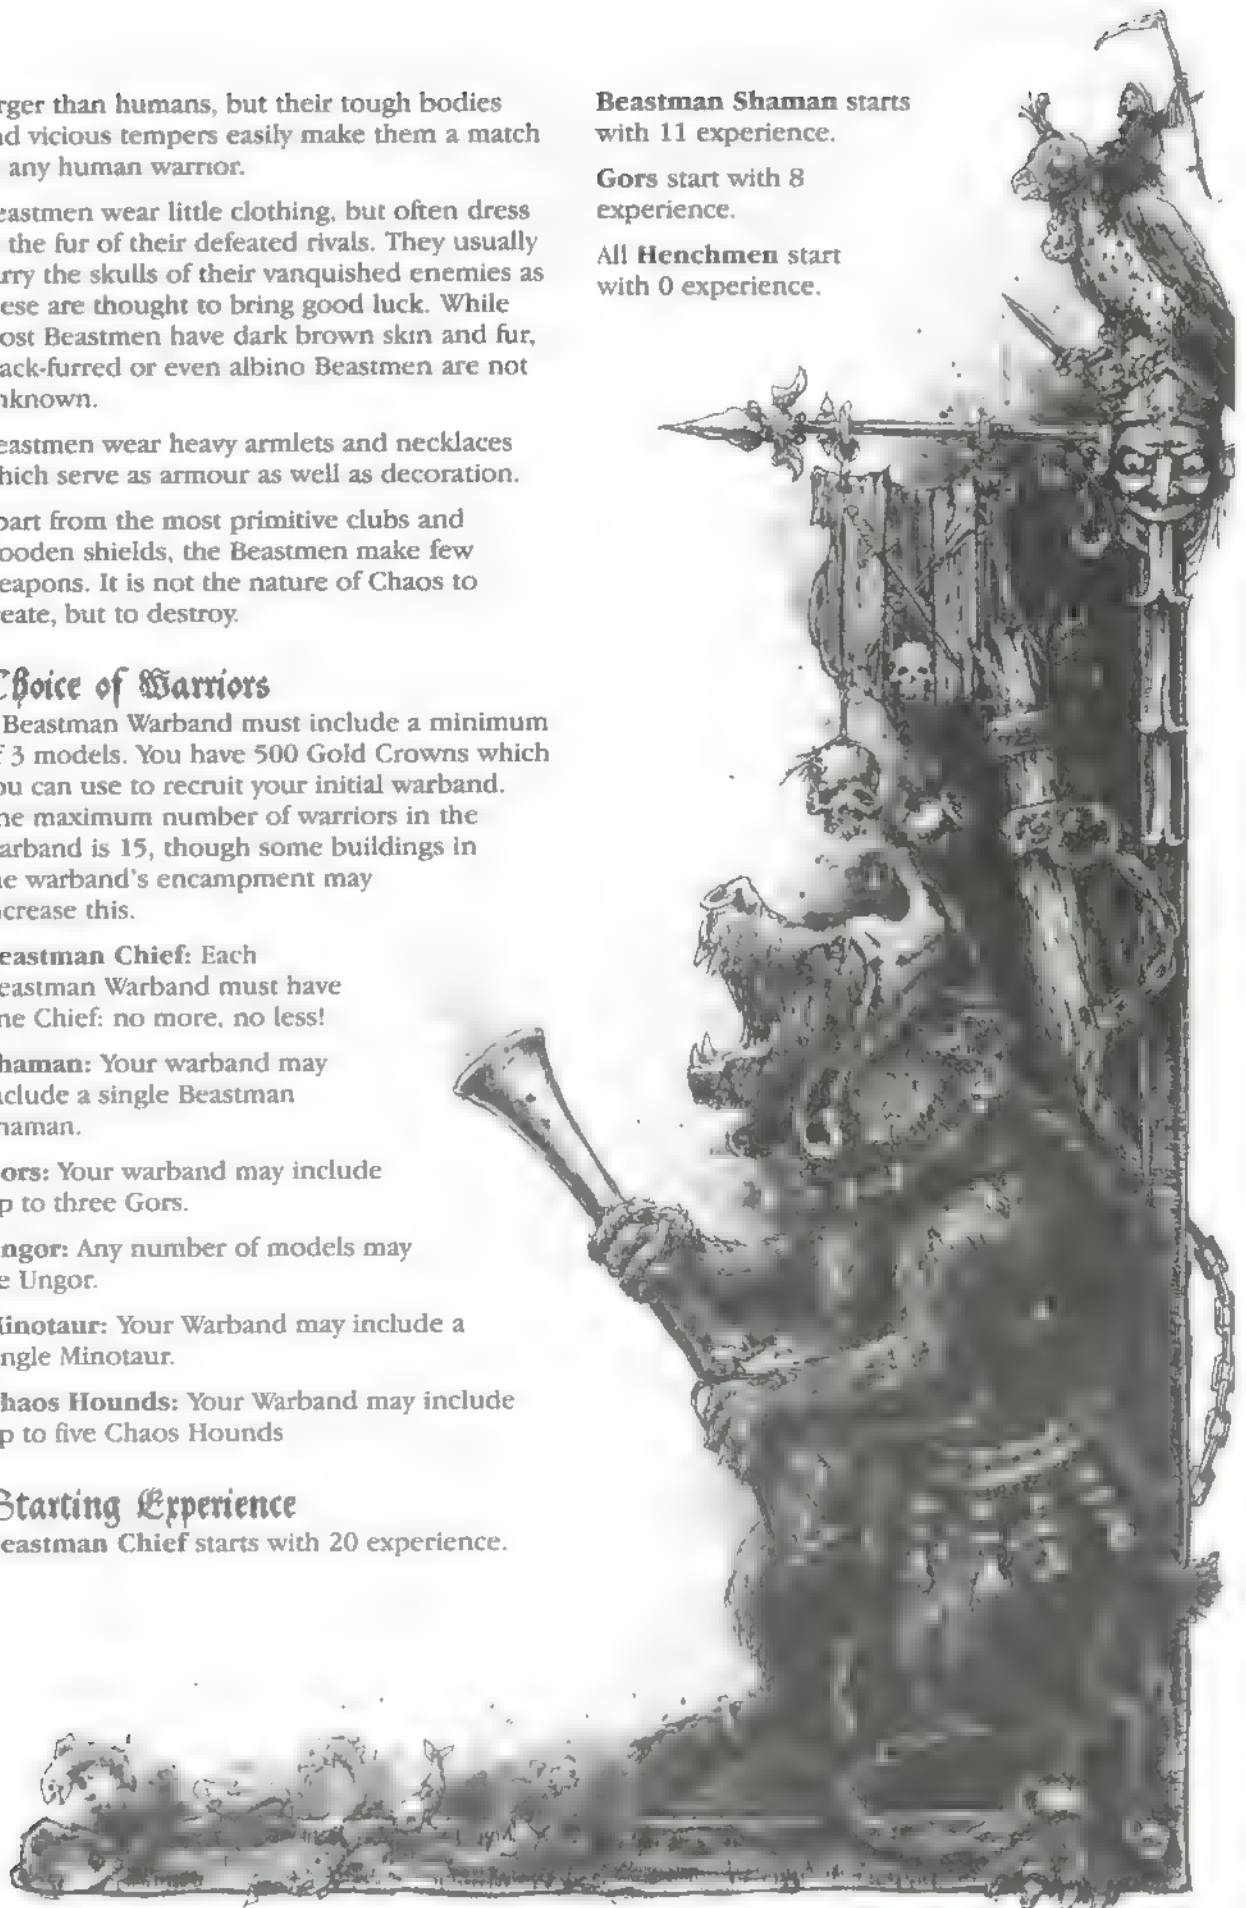 rger than humans, but their tough bodies
nd vicious tempers easily make them a match
any human warrior.
eastmen wear little clothing, but often dress
the fur of their defeated rivals. They usually
rry the skulls of their vanquished enemies as
ese are thought to bring good luck. While
ost Beastmen have dark brown skin and fur,
ack-furred or even albino Beastmen are not
nknown.
eastmen wear heavy armlets and necklaces
hich serve as armour as well as decoration.
part from the most primitive clubs and
ooden shields, the Beastmen make few
eapons. It is not the nature of Chaos to
reate, but to destroy.
Choice of Warriors
Beastman Warband must include a minimum
f 3 models. You have 500 Gold Crowns which
ou can use to recruit your initial warband.
he maximum number of warriors in the
arband is 15, though some buildings in
he warband's encampment may
ncrease this.
eastman Chief: Each
eastman Warband must have
ne Chief: no more, no less!
haman: Your warband may
nclude a single Beastman
haman.
ors: Your warband may include
p to three Gors.
ngor: Any number of models may
e Ungor.
inotaur: Your Warband may include a
ngle Minotaur.
haos Hounds: Your Warband may include
p to five Chaos Hounds
Starting Experience
eastman Chief starts with 20 experience.
Beastman Shaman starts
with 11 experience.
Gors start with 8
experience.
All Henchmen start
with 0 experience.